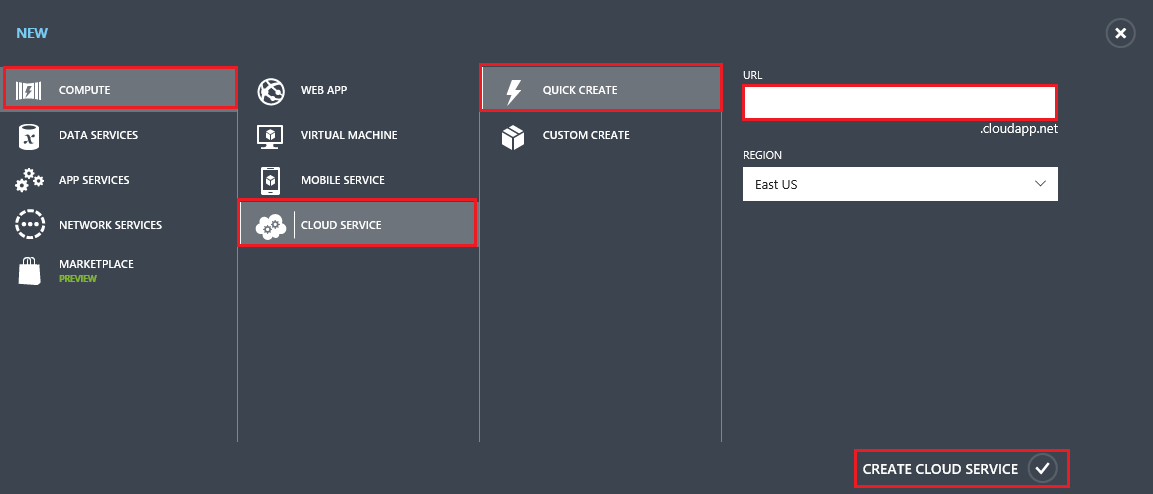 NEW
COMPUTE
DATA SERVICES
APP SERVICES
NETWORK SERVICES
MARKETPLACE
PREVIEW
WEB APP
VIRTUAL MACHINE
MOBILE SERVICE
CLOUD SERVICE
QUICK CREATE
CUSTOM CREATE
URL
.cloudapp.net
REGION
East US
CREATE CLOUD SERVICE